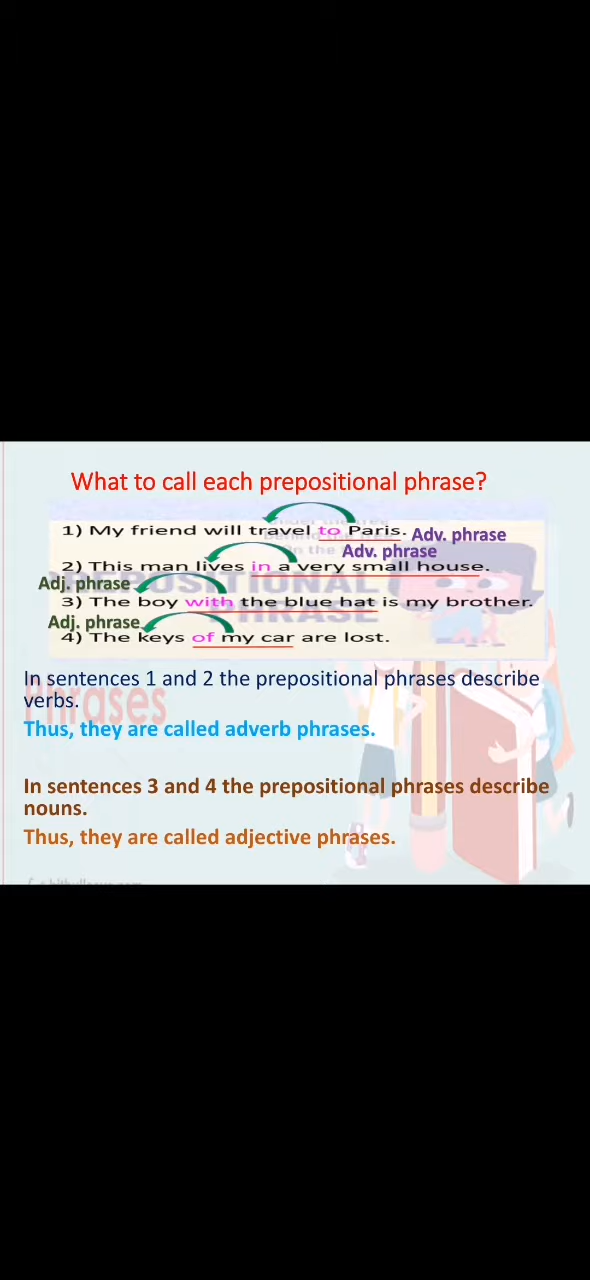 What to call each prepositional phrase?
1) My friend will travel to Paris. Adv. phrase
Adv. phrase
2) This man lives in a very small house.
Adj. phrase
3) The boy with the blue hat is my brother.
Adj. phrase
4) The keys of my car are lost.
In sentences 1 and 2 the prepositional phrases describe
verbs.
Thus, they are called adverb phrases.
In sentences 3 and 4 the prepositional phrases describe
nouns.
Thus, they are called adjective phrases.
PREPOSITIONAL
PHRASE
Phrases